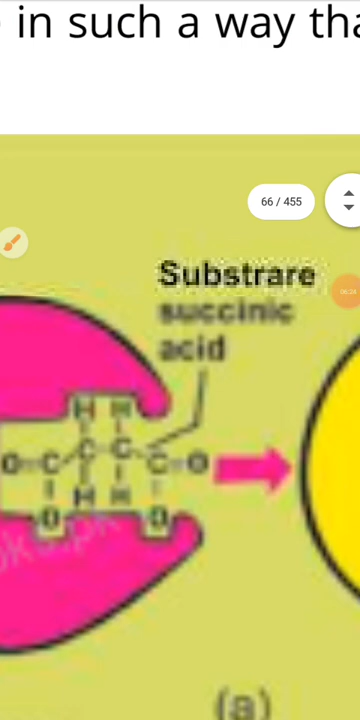 in such a way tha
66 / 455
Substrare
succinic
acid
H H
O=C-C-C-C=O
H H
O O
(a)